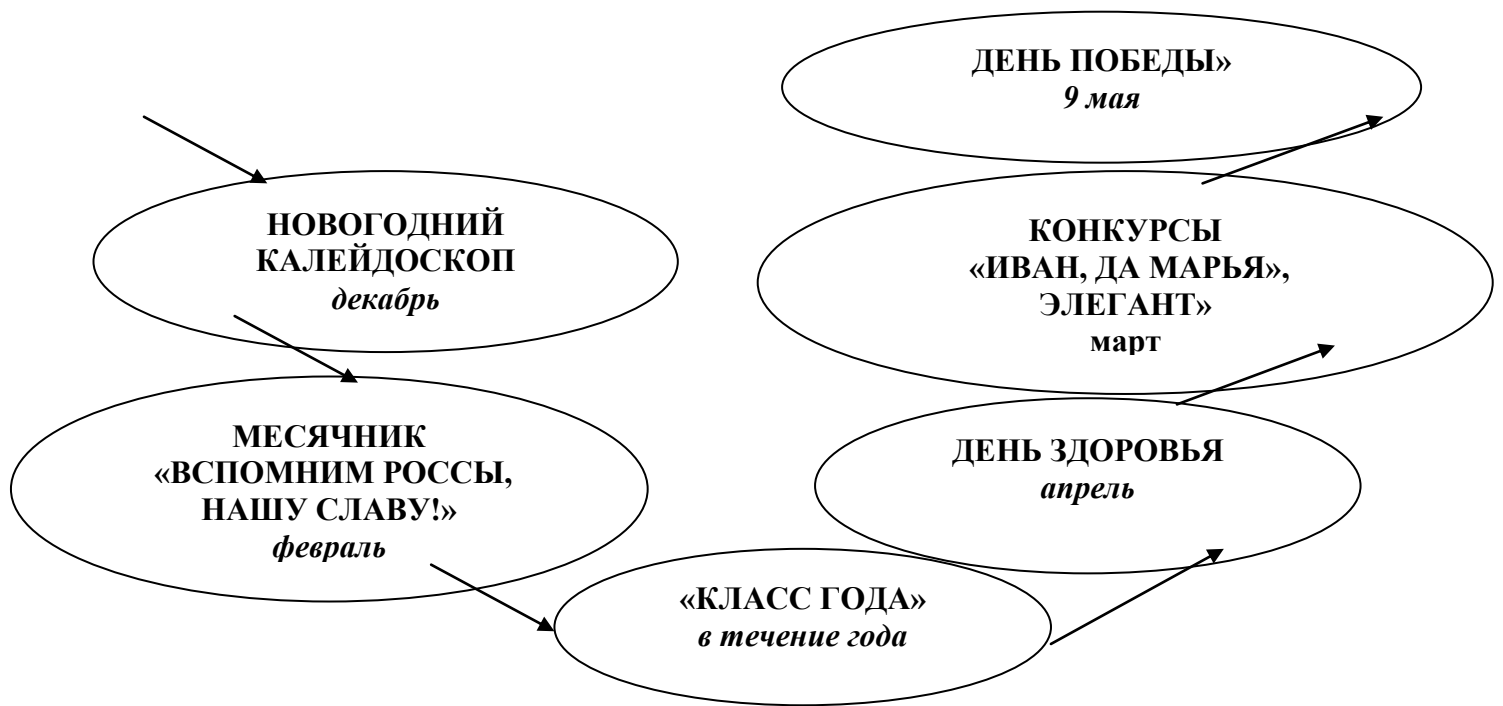 ДЕНЬ ПОБЕДЫ»
9 мая
НОВОГОДНИЙ
КАЛЕЙДОСКОП
декабрь
КОНКУРСЫ
«ИВАН, ДА МАРЬЯ»,
ЭЛЕГАНТ»
март
МЕСЯЧНИК
«ВСПОМНИМ РОССЫ,
НАШУ СЛАВУ!»
февраль
ДЕНЬ ЗДОРОВЬЯ
апрель
«КЛАСС ГОДА»
в течение года